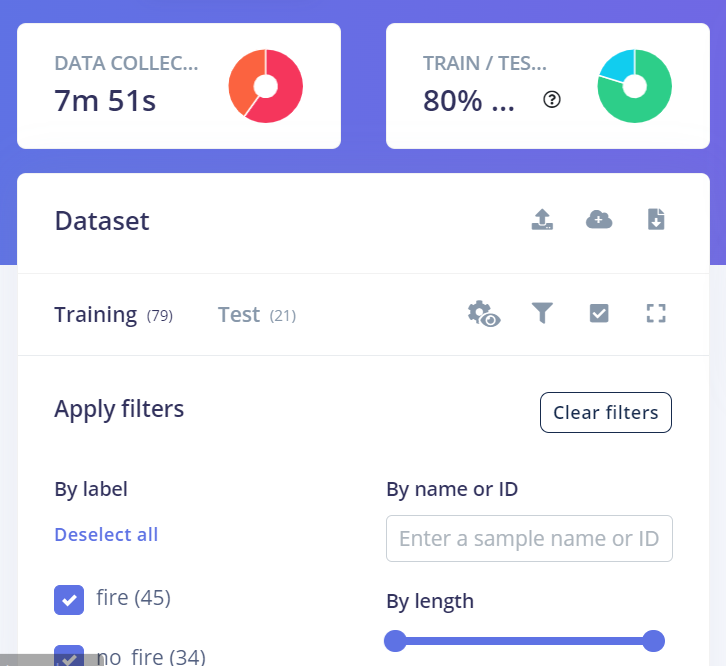 DATA COLLEC...
7m 51s
TRAIN / TES...
80% ...
Dataset
Training (79) Test (21)
Apply filters
Clear filters
By label
Deselect all
fire (45)
no_fire (34)
By name or ID
Enter a sample name or ID
By length